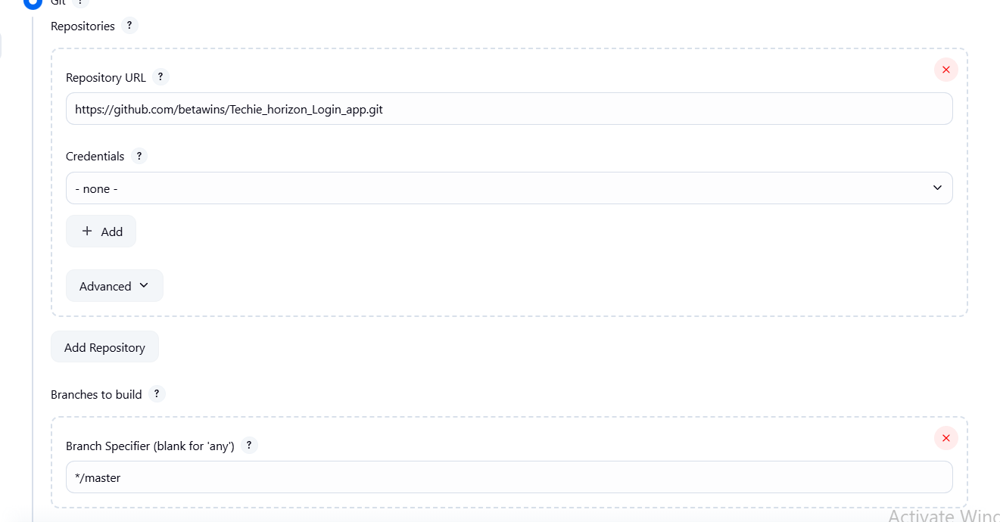 Git ?
Repositories ?
Repository URL ?
https://github.com/betawins/Techie_horizon_Login_app.git
Credentials ?
- none -
+ Add
Advanced
Add Repository
Branches to build ?
Branch Specifier (blank for 'any') ?
*/master
Activate Wind